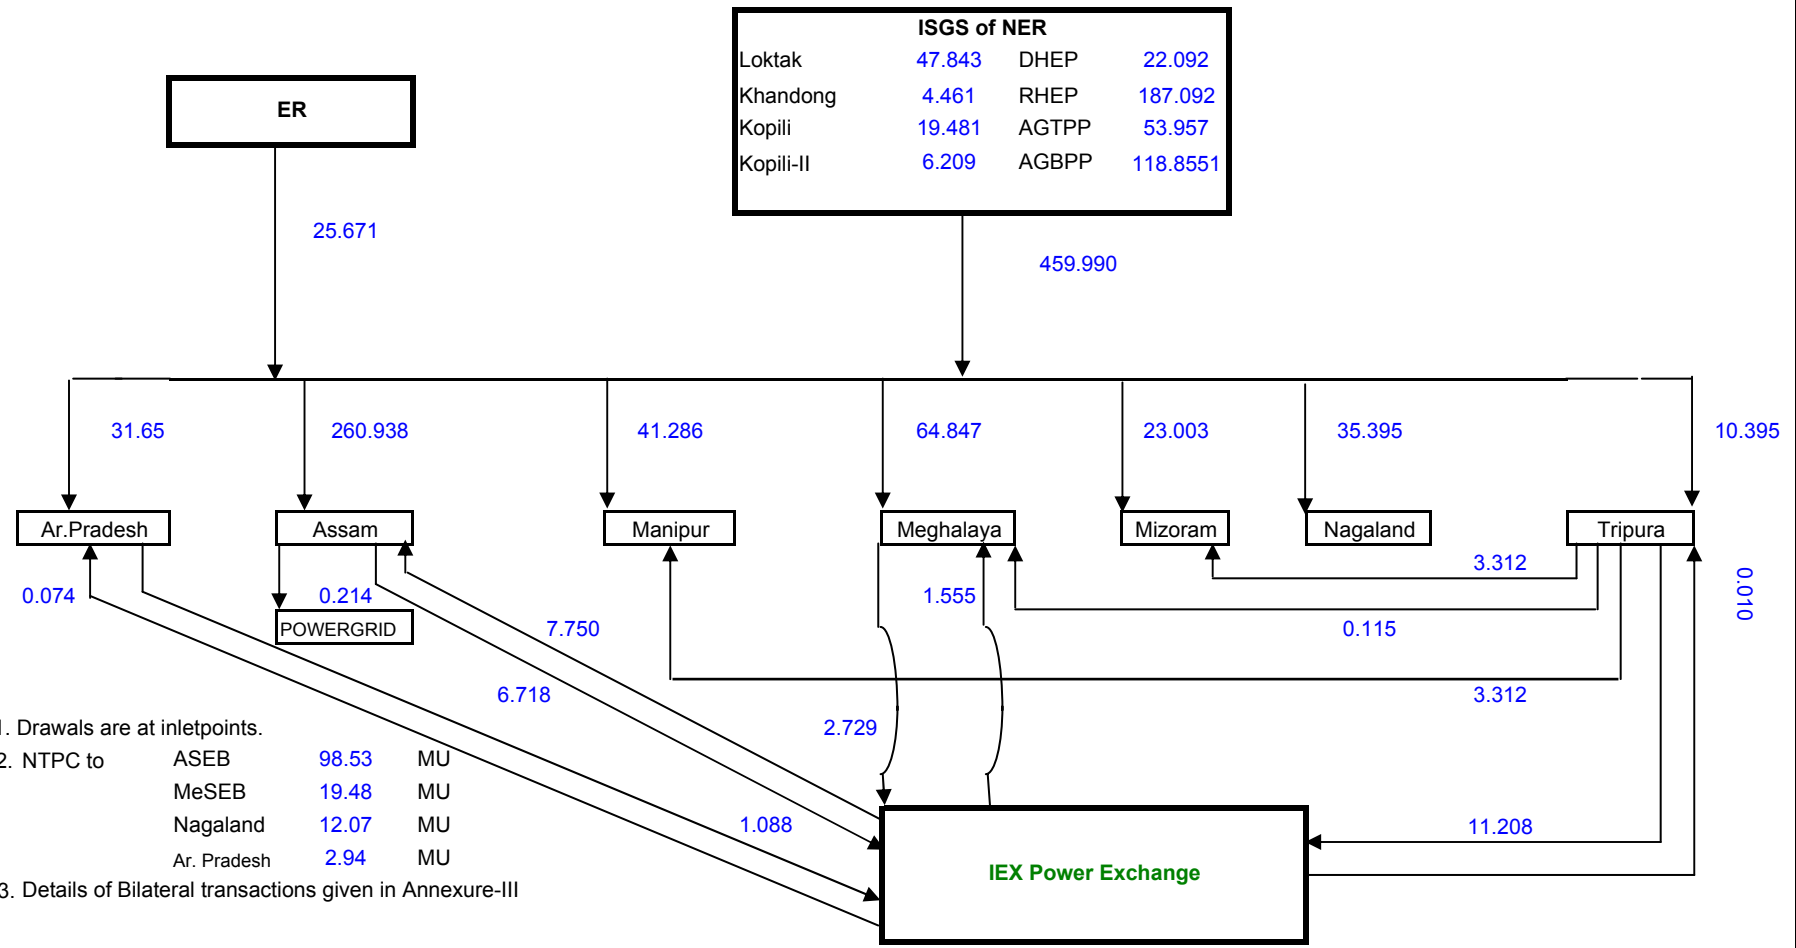 ISGS of NER
Loktak 47.843 DHEP 22.092
ER
Khandong 4.461 RHEP 187.092
Kopili 19.481 AGTPP 53.957
Kopili-II 6.209 AGBPP 118.8551
25.671
459.990
31.65 260.938 41.286 64.847 23.003 35.395 10.395
Ar.Pradesh Assam Manipur Meghalaya Mizoram Nagaland Tripura
3.312
0.074 0.214 1.555 0.010
POWERGRID 7.750 0.115
6.718 3.312
1. Drawals are at inletpoints. 2.729
2. NTPC to ASEB 98.53 MU
MeSEB 19.48 MU
Nagaland 12.07 MU 1.088 11.208
Ar. Pradesh 2.94 MU
IEX Power Exchange
3. Details of Bilateral transactions given in Annexure-III